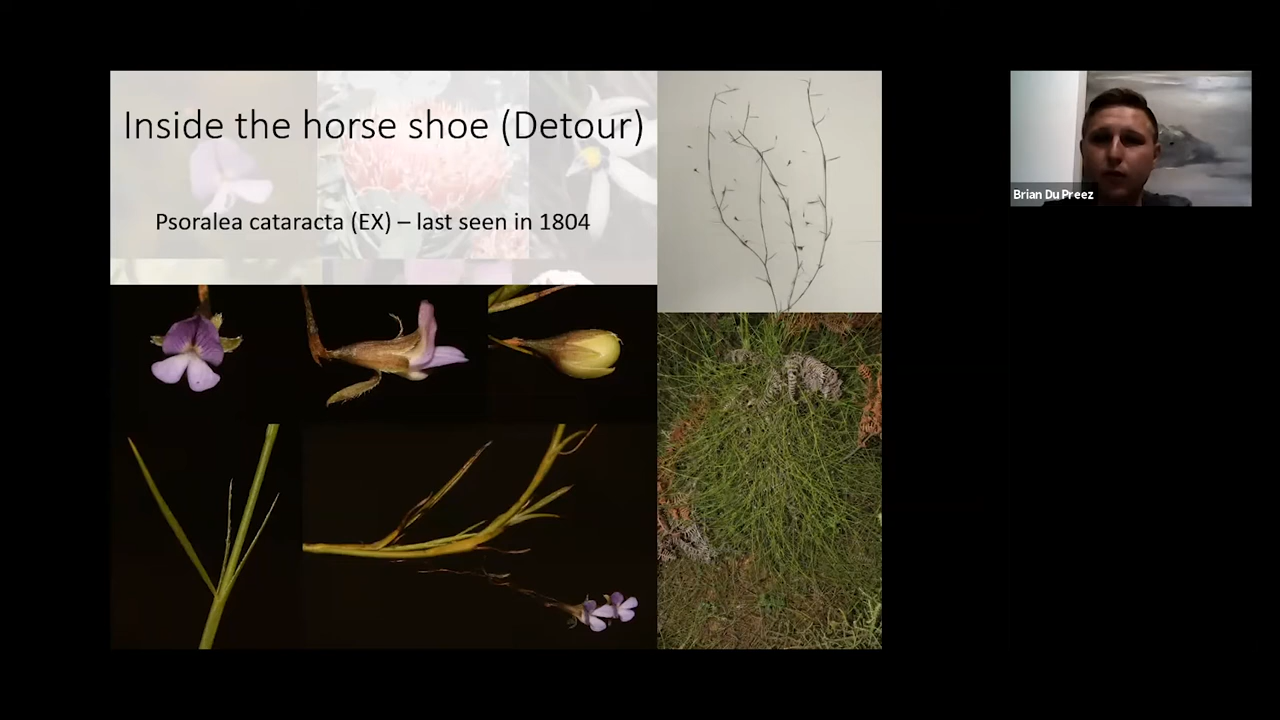 Inside the horse shoe (Detour)
Psoralea cataracta (EX) – last seen in 1804
Brian Du Preez